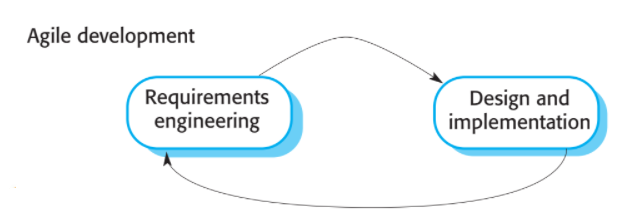 Agile development
Requirements
engineering
Design and
implementation